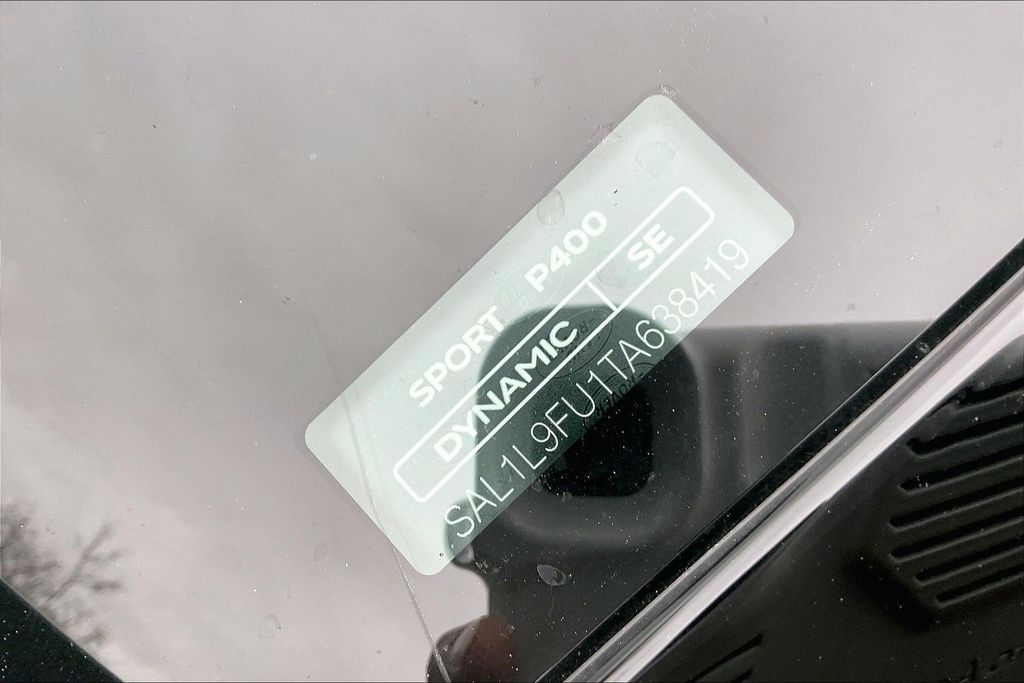 SPORT P400
DYNAMIC SE
SAL1L9FU1TA638419